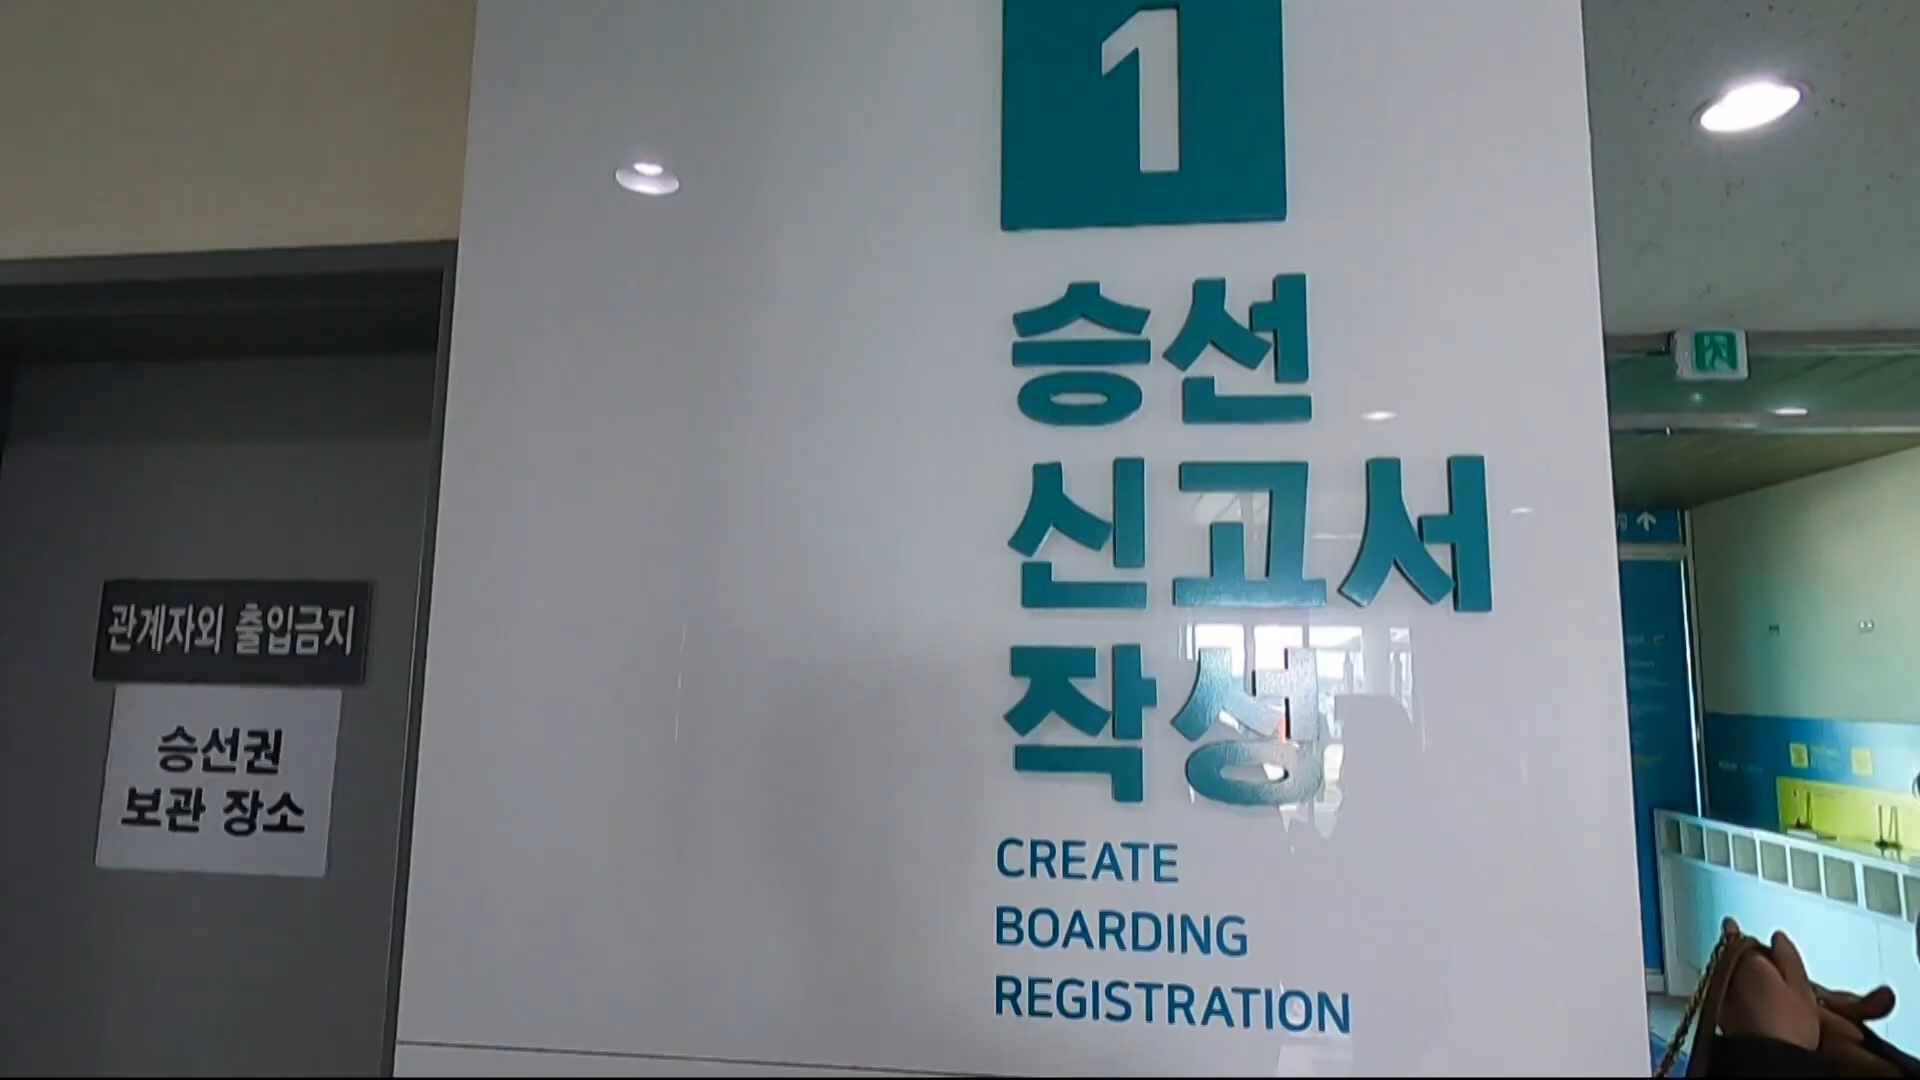 1
승선
신고서
작성
CREATE
BOARDING
REGISTRATION
관계자외 출입금지
승선권
보관 장소